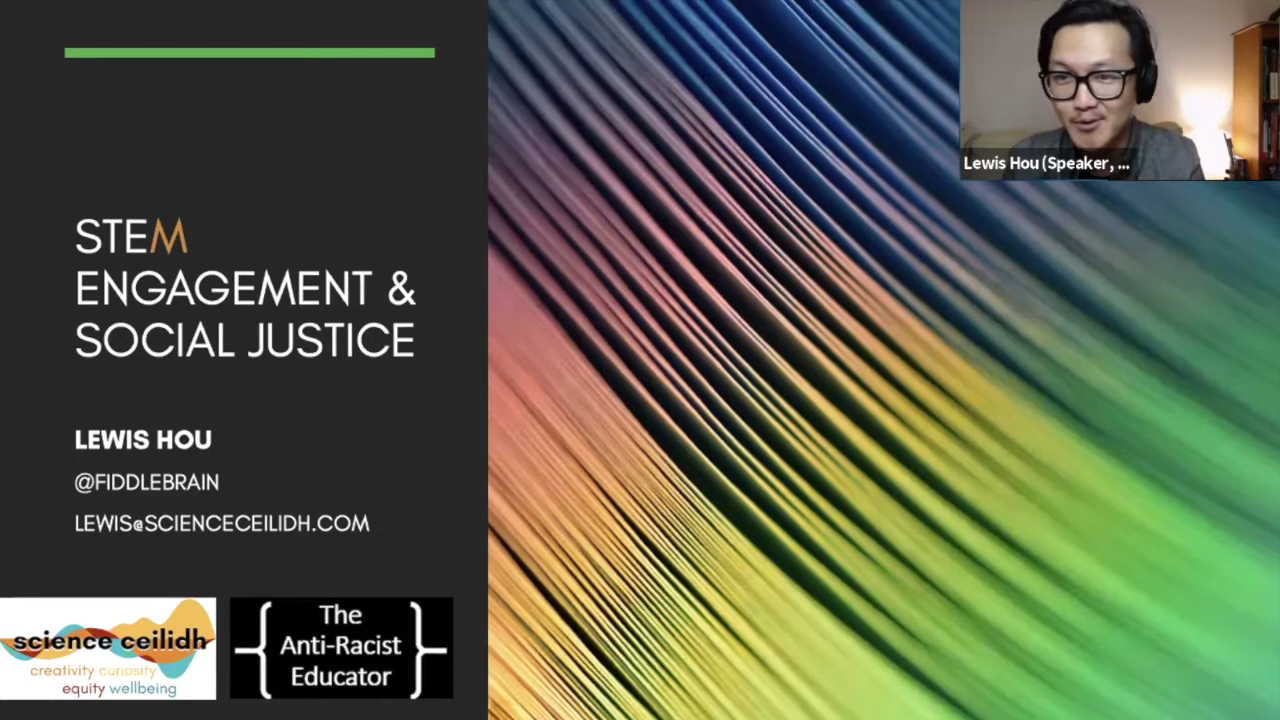 STEM
ENGAGEMENT &
SOCIAL JUSTICE
LEWIS HOU
@FIDDLEBRAIN
LEWIS@SCIENCECEILIDH.COM
science ceilidh
creativity curiosity
equity wellbeing
The
Anti-Racist
Educator
Lewis Hou (Speaker, ...